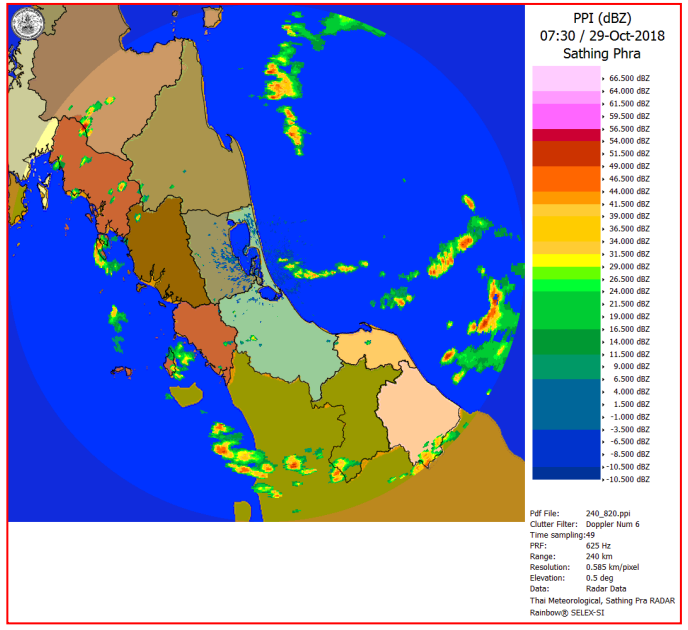 PPI (dBZ)
07:30 / 29-Oct-2018
Sathing Phra
66.500 dBZ
64.000 dBZ
61.500 dBZ
59.500 dBZ
56.500 dBZ
54.000 dBZ
51.500 dBZ
49.000 dBZ
46.500 dBZ
44.000 dBZ
41.500 dBZ
39.000 dBZ
36.500 dBZ
34.000 dBZ
31.500 dBZ
29.000 dBZ
26.500 dBZ
24.000 dBZ
21.500 dBZ
19.000 dBZ
16.500 dBZ
14.000 dBZ
11.500 dBZ
9.000 dBZ
6.500 dBZ
4.000 dBZ
1.500 dBZ
-1.000 dBZ
-3.500 dBZ
-6.500 dBZ
-8.500 dBZ
-10.500 dBZ
-10.500 dBZ
Pdf File: 240_820.ppi
Clutter Filter: Doppler Num 6
Time sampling:49
PRF: 625 Hz
Range: 240 km
Resolution: 0.585 km/pixel
Elevation: 0.5 deg
Data: Radar Data
Thai Meteorological, Sathing Pra RADAR
Rainbow® SELEX-SI